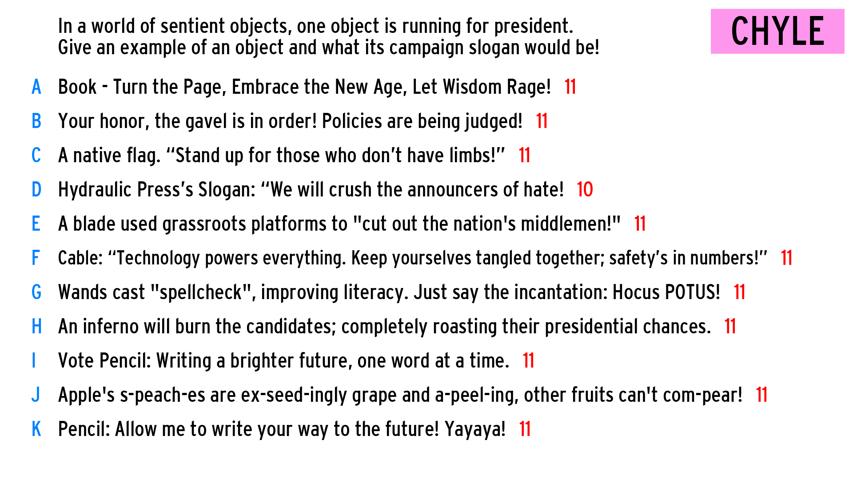 In a world of sentient objects, one object is running for president.
Give an example of an object and what its campaign slogan would be!
CHYLE
A Book - Turn the Page, Embrace the New Age, Let Wisdom Rage! 11
B Your honor, the gavel is in order! Policies are being judged! 11
C A native flag. “Stand up for those who don’t have limbs!” 11
D Hydraulic Press’s Slogan: “We will crush the announcers of hate! 10
E A blade used grassroots platforms to "cut out the nation's middlemen!" 11
F Cable: “Technology powers everything. Keep yourselves tangled together; safety’s in numbers!” 11
G Wands cast "spellcheck", improving literacy. Just say the incantation: Hocus POTUS! 11
H An inferno will burn the candidates; completely roasting their presidential chances. 11
I Vote Pencil: Writing a brighter future, one word at a time. 11
J Apple's s-peach-es are ex-seed-ingly grape and a-peel-ing, other fruits can't com-pear! 11
K Pencil: Allow me to write your way to the future! Yayaya! 11